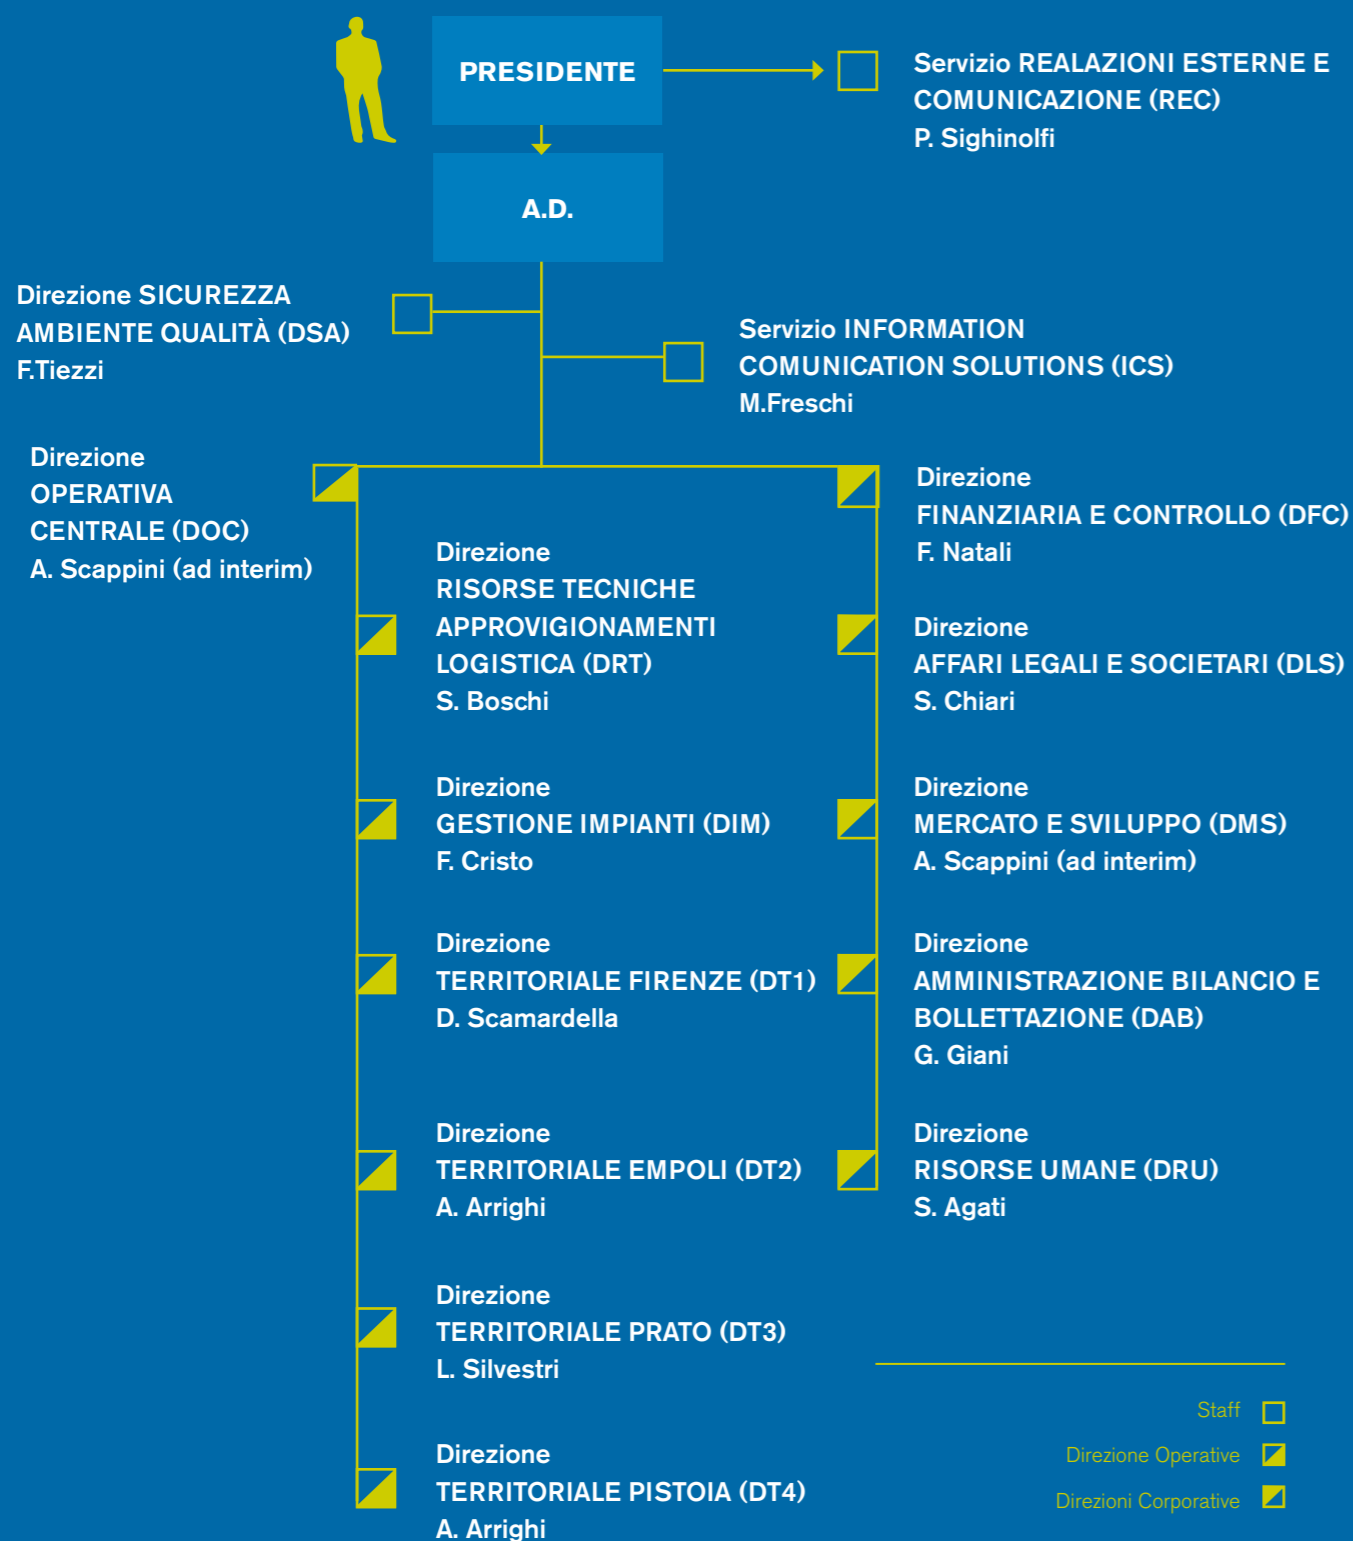 PRESIDENTE
Servizio REALAZIONI ESTERNE E
COMUNICAZIONE (REC)
P. Sighinolfi
A.D.
Direzione SICUREZZA
AMBIENTE QUALITÀ (DSA)
F.Tiezzi
Servizio INFORMATION
COMUNICATION SOLUTIONS (ICS)
M.Freschi
Direzione
OPERATIVA
CENTRALE (DOC)
A. Scappini (ad interim)
Direzione
RISORSE TECNICHE
APPROVIGIONAMENTI
LOGISTICA (DRT)
S. Boschi
Direzione
GESTIONE IMPIANTI (DIM)
F. Cristo
Direzione
TERRITORIALE FIRENZE (DT1)
D. Scamardella
Direzione
TERRITORIALE EMPOLI (DT2)
A. Arrighi
Direzione
TERRITORIALE PRATO (DT3)
L. Silvestri
Direzione
TERRITORIALE PISTOIA (DT4)
A. Arrighi
Direzione
FINANZIARIA E CONTROLLO (DFC)
F. Natali
Direzione
AFFARI LEGALI E SOCIETARI (DLS)
S. Chiari
Direzione
MERCATO E SVILUPPO (DMS)
A. Scappini (ad interim)
Direzione
AMMINISTRAZIONE BILANCIO E
BOLLETTAZIONE (DAB)
G. Giani
Direzione
RISORSE UMANE (DRU)
S. Agati
Staff
Direzione Operative
Direzioni Corporative